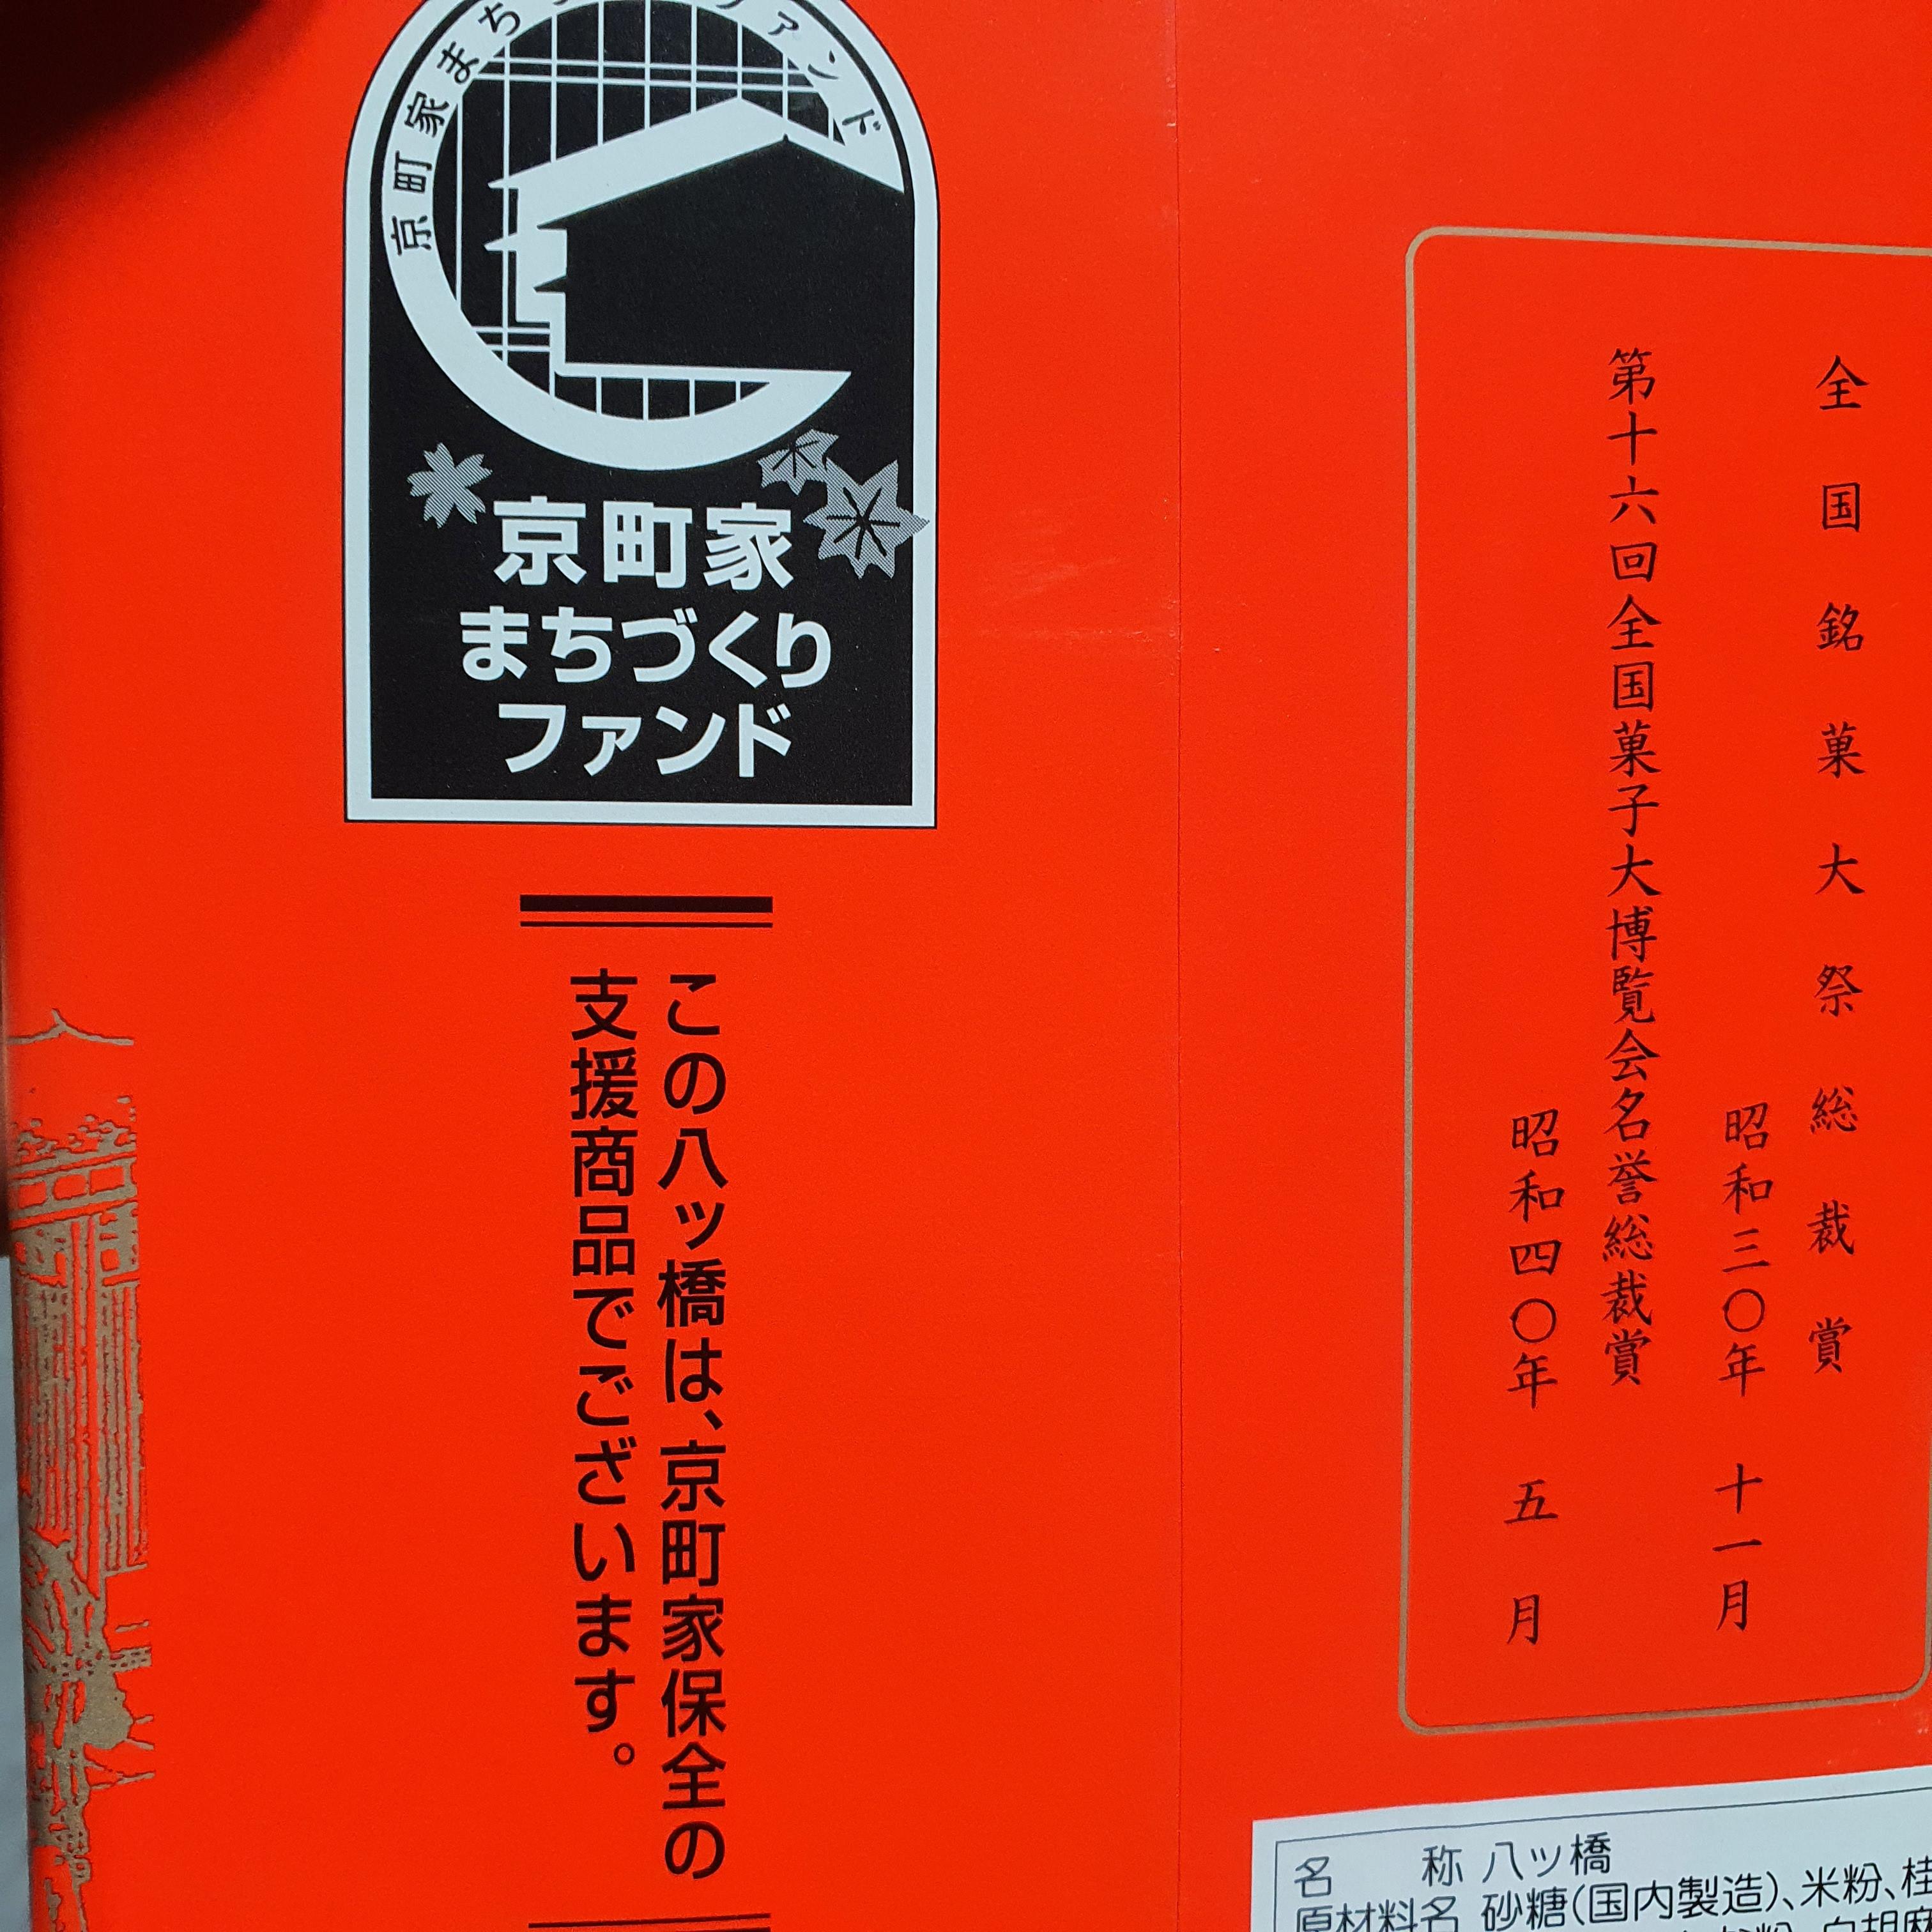 京町家まち
ァンド
京町家
まちづくり
ファンド
この八ッ橋は、京町家保全の
支援商品でございます。
全国銘菓大祭総裁賞
昭和三〇年十一月
第十六回全国菓子大博覧会名誉総裁賞
昭和四〇年五月
名称 八ッ橋
原材料名 砂糖(国内製造)、米粉、桂